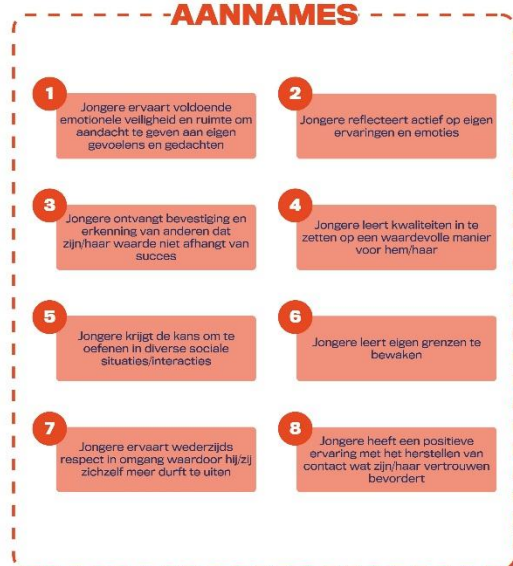 AANNAMES
1
Jongere ervaart voldoende
emotionele veiligheid en ruimte om
aandacht te geven aan eigen
gevoelens en gedachten
2
Jongere reflecteert actief op eigen
ervaringen en emoties
3
Jongere ontvangt bevestiging en
erkenning van anderen dat
zijn/haar waarde niet afhangt van
succes
4
Jongere leert kwaliteiten in te
zetten op een waardevolle manier
voor hem/haar
5
Jongere krijgt de kans om te
oefenen in diverse sociale
situaties/interacties
6
Jongere leert eigen grenzen te
bewaken
7
Jongere ervaart wederzijds
respect in omgang waardoor hij/zij
zichzelf meer durft te uiten
8
Jongere heeft een positieve
ervaring met het herstellen van
contact wat zijn/haar vertrouwen
bevordert